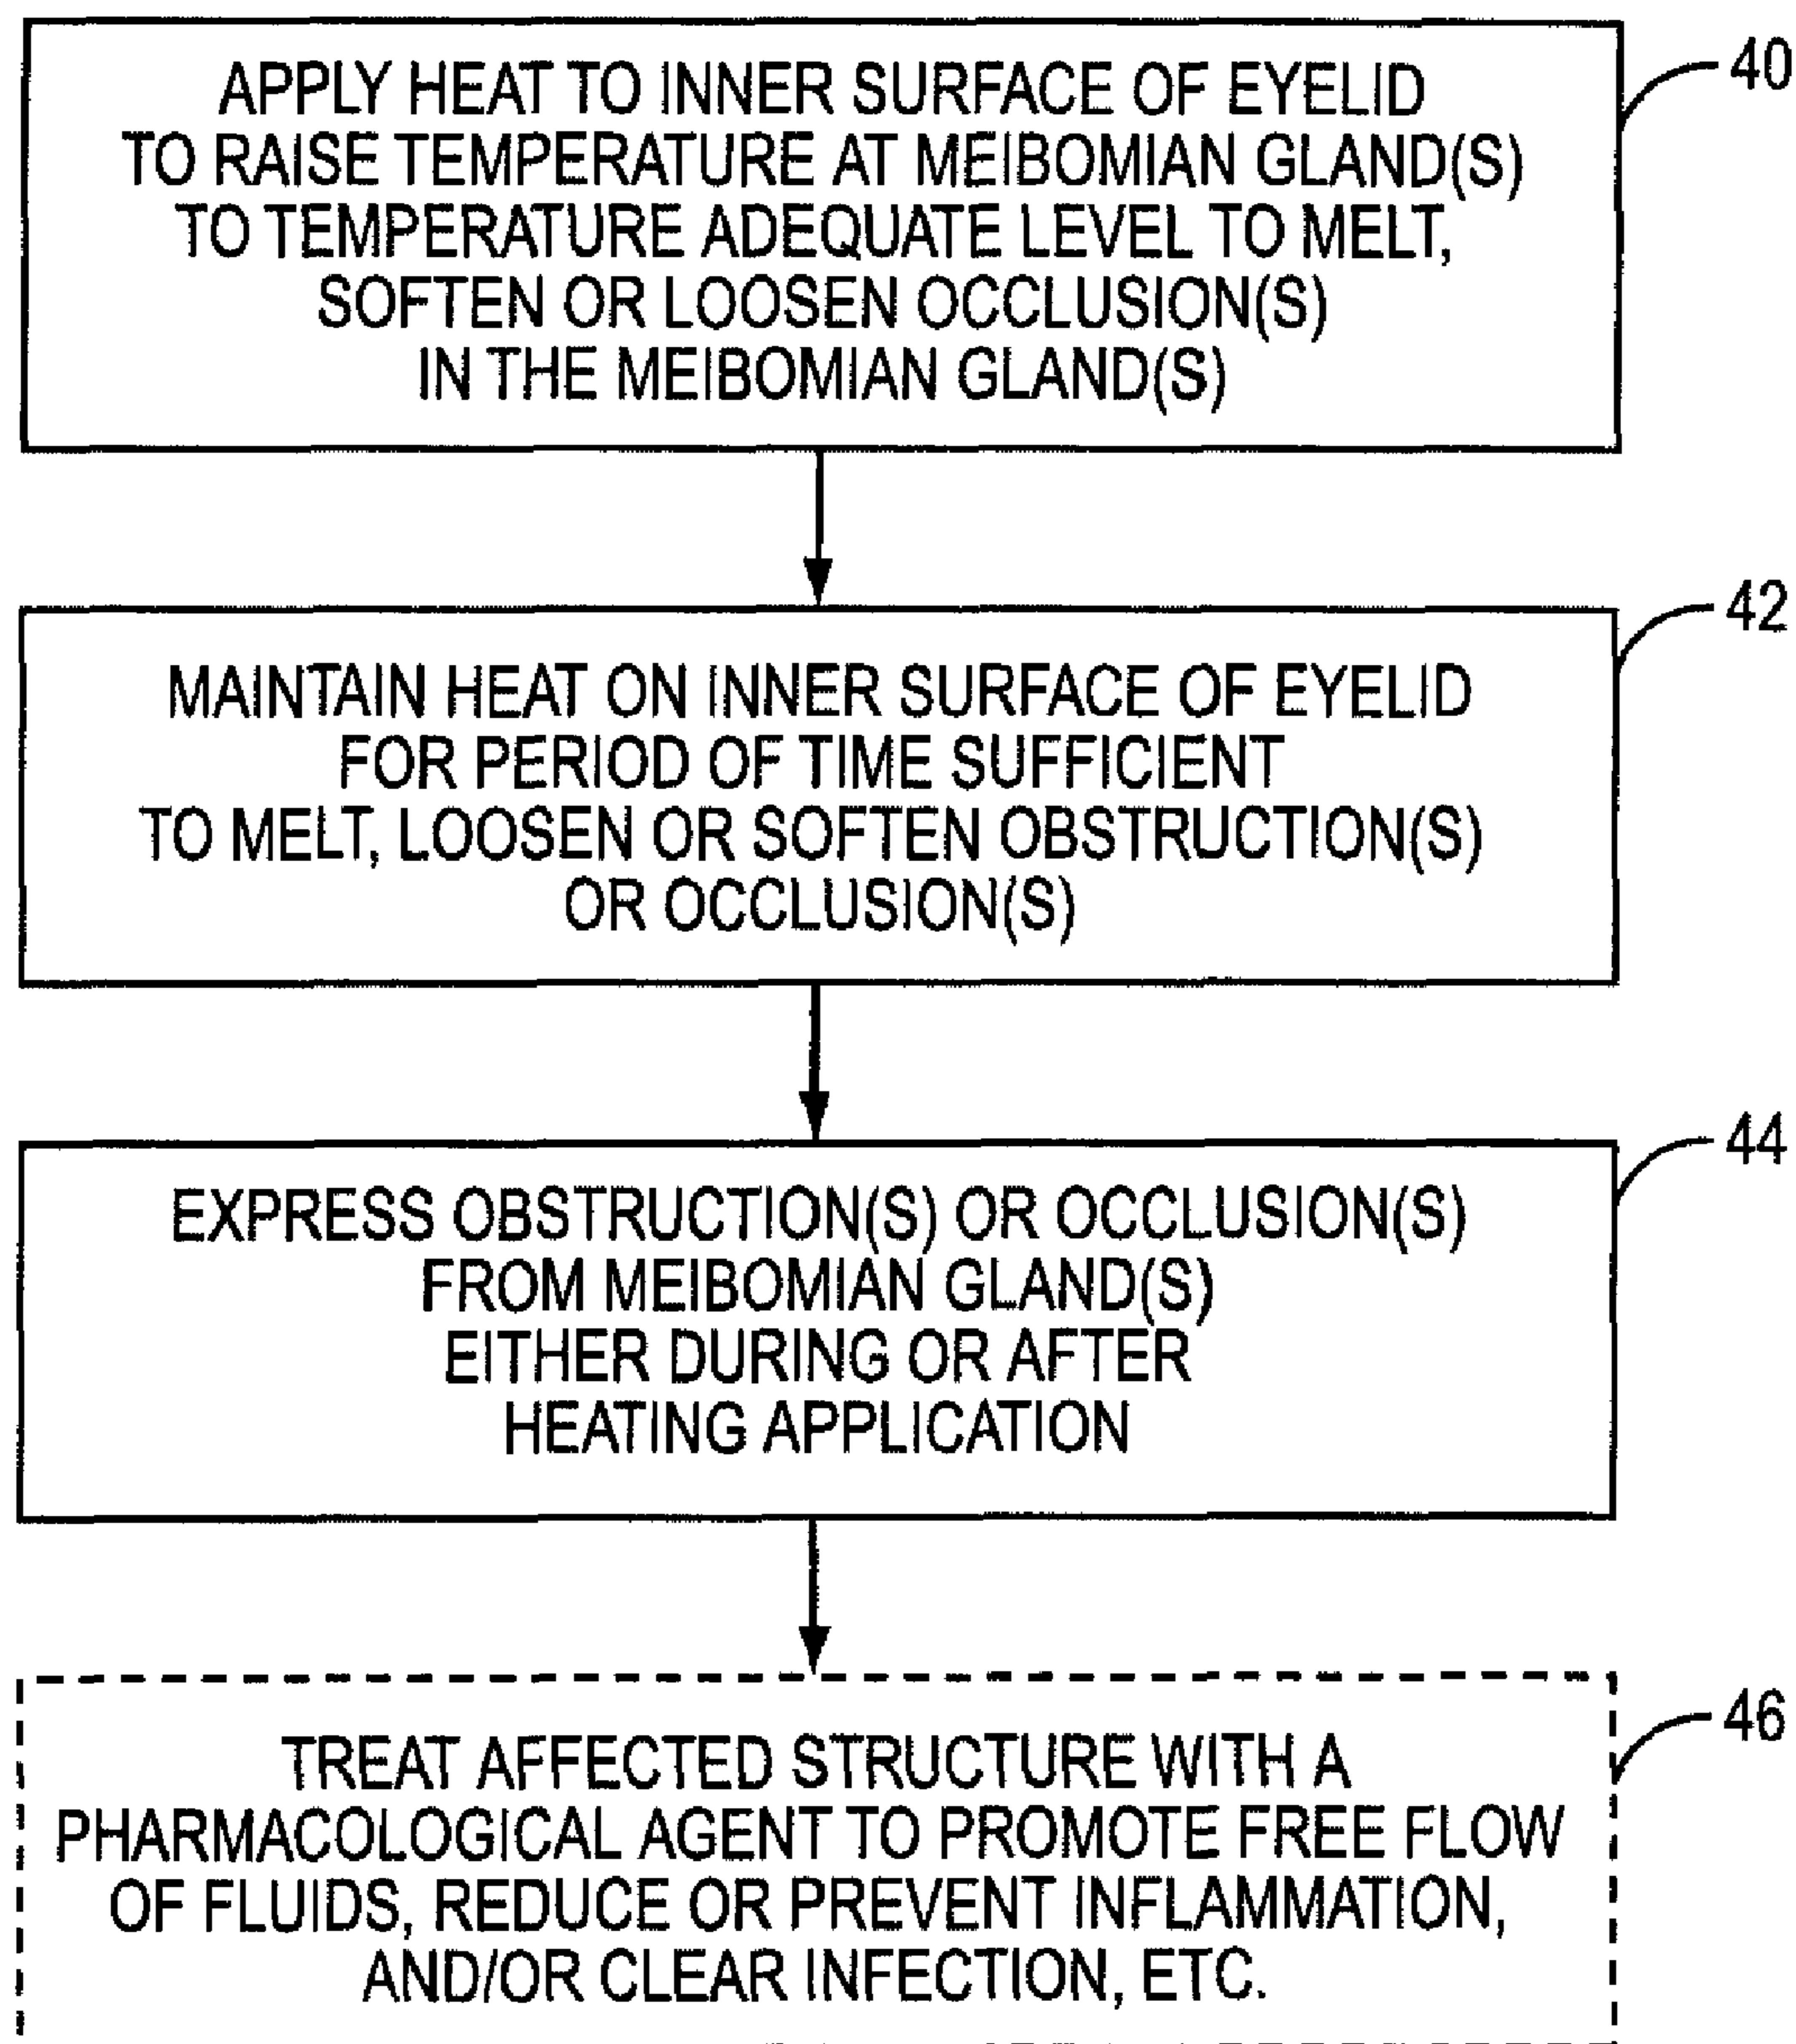 APPLY HEAT TO INNER SURFACE OF EYELID
TO RAISE TEMPERATURE AT MEIBOMIAN GLAND(S)
TO TEMPERATURE ADEQUATE LEVEL TO MELT,
SOFTEN OR LOOSEN OCCLUSION(S)
IN THE MEIBOMIAN GLAND(S)
40
MAINTAIN HEAT ON INNER SURFACE OF EYELID
FOR PERIOD OF TIME SUFFICIENT
TO MELT, LOOSEN OR SOFTEN OBSTRUCTION(S)
OR OCCLUSION(S)
42
EXPRESS OBSTRUCTION(S) OR OCCLUSION(S)
FROM MEIBOMIAN GLAND(S)
EITHER DURING OR AFTER
HEATING APPLICATION
44
TREAT AFFECTED STRUCTURE WITH A
PHARMACOLOGICAL AGENT TO PROMOTE FREE FLOW
OF FLUIDS, REDUCE OR PREVENT INFLAMMATION,
AND/OR CLEAR INFECTION, ETC.
46